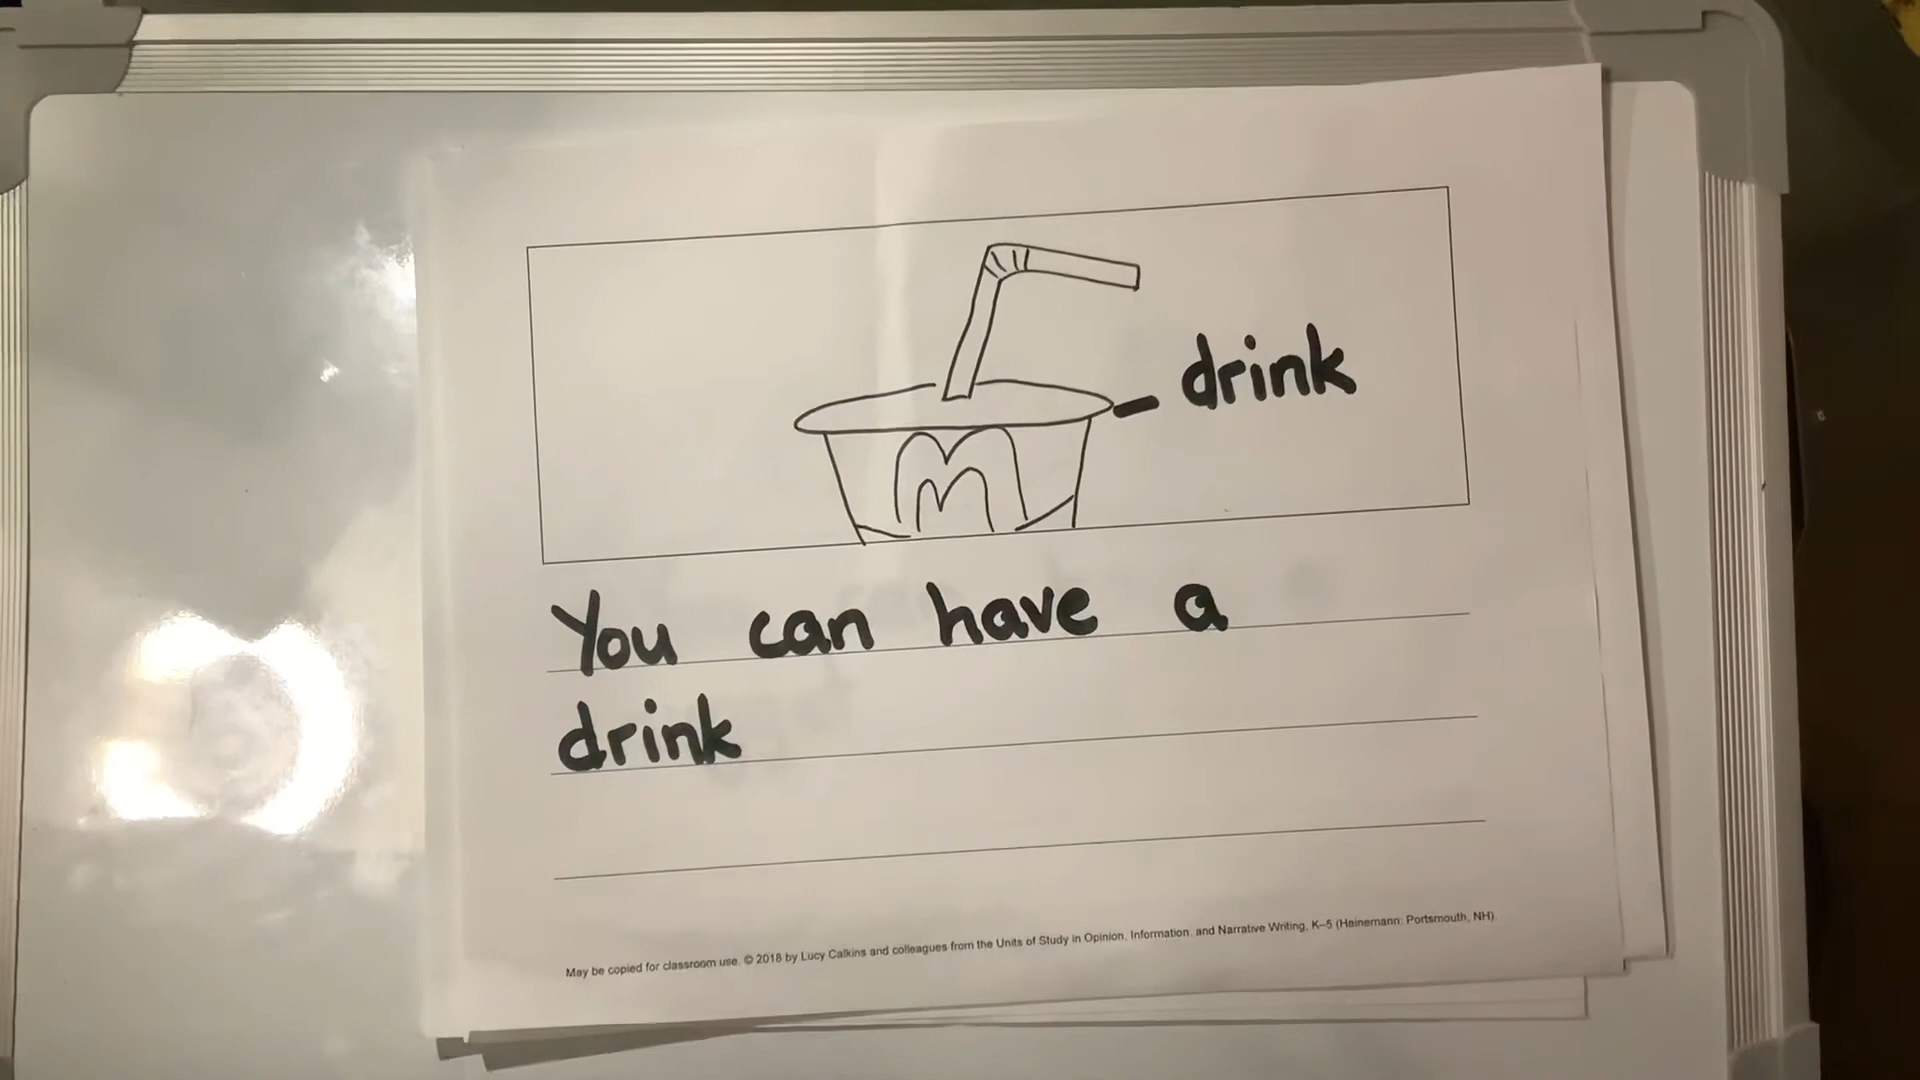 M
drink
You can have a
drink
May be copied for classroom use. © 2018 by Lucy Calkins and colleagues from the Units of Study in Opinion, Information, and Narrative Writing, K–5 (Heinemann: Portsmouth, NH).